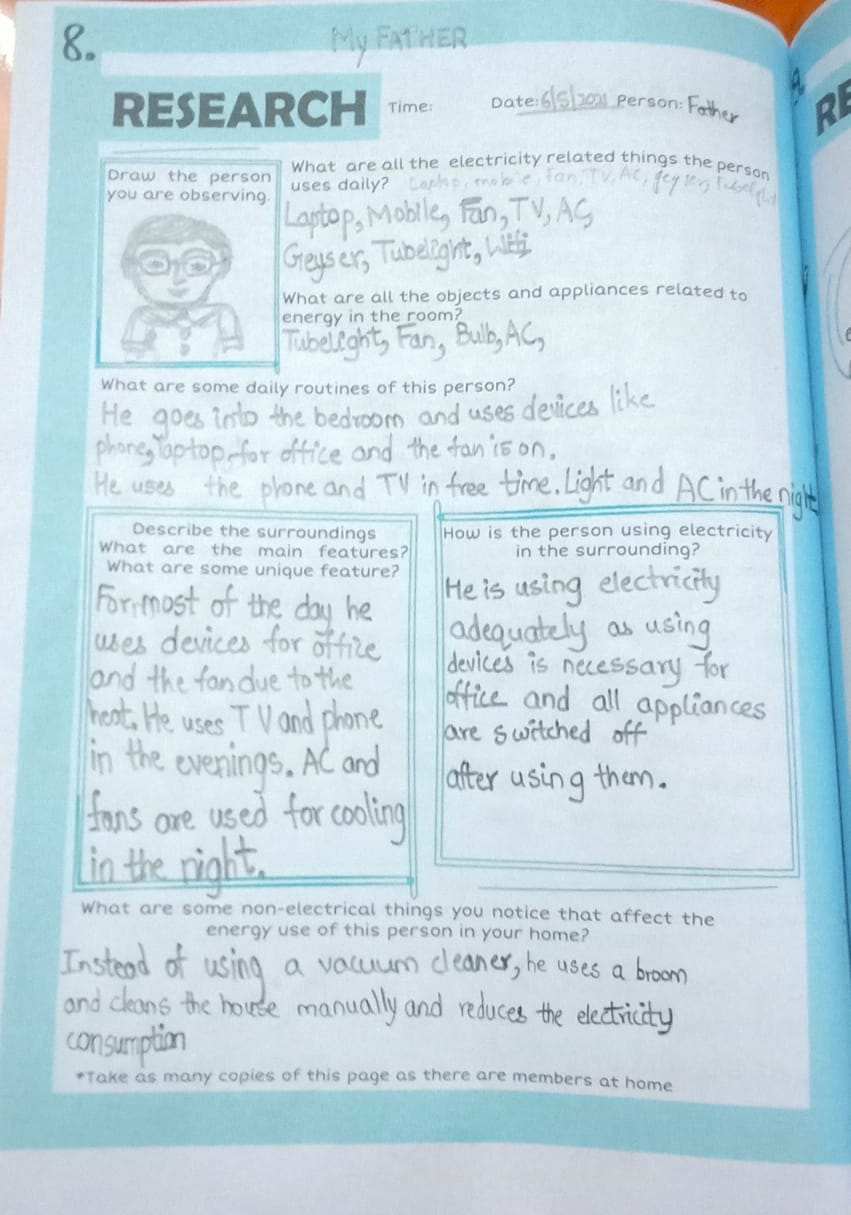 8.
My FATHER
RESEARCH Time: Date: 6/5/2021 Person: Father
Draw the person
you are observing.
What are all the electricity related things the person
uses daily? Laptop, mobile, Fan, TV, AC, geyser, Tubelight
Laptop, Mobile, Fan, TV, AC,
Geyser, Tubelight, Wifi
What are all the objects and appliances related to
energy in the room?
Tubelight, Fan, Bulb, AC,
What are some daily routines of this person?
He goes into the bedroom and uses devices like
phone, laptop, for office and the fan is on.
He uses the phone and TV in free time. Light and AC in the night
Describe the surroundings
What are the main features?
What are some unique feature?
For, most of the day he
uses devices for office
and the fan due to the
heat. He uses TV and phone
in the evenings. AC and
fans are used for cooling
in the night.
How is the person using electricity
in the surrounding?
He is using electricity
adequately as using
devices is necessary for
office and all appliances
are switched off
after using them.
What are some non-electrical things you notice that affect the
energy use of this person in your home?
Instead of using a vacuum cleaner, he uses a broom
and cleans the house manually and reduces the electricity
consumption
*Take as many copies of this page as there are members at home
RE